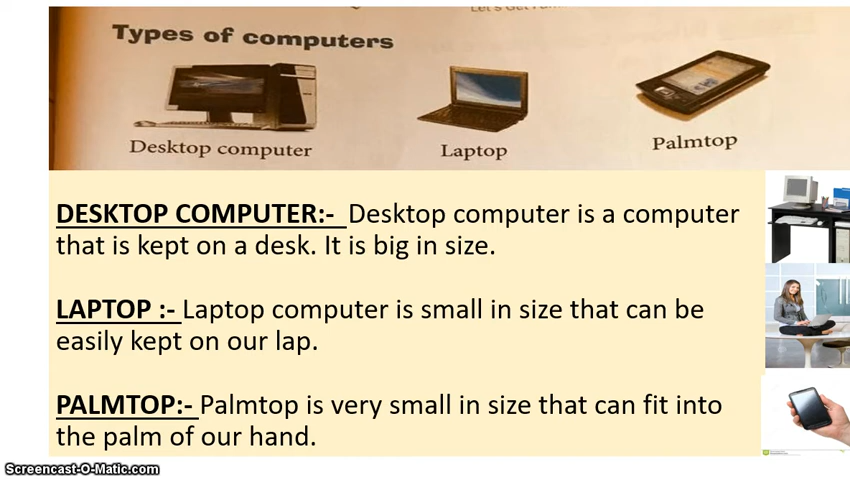 Types of computers
Desktop computer
Laptop
Palmtop
DESKTOP COMPUTER:- Desktop computer is a computer
that is kept on a desk. It is big in size.
LAPTOP :- Laptop computer is small in size that can be
easily kept on our lap.
PALMTOP:- Palmtop is very small in size that can fit into
the palm of our hand.
Screencast-O-Matic.com